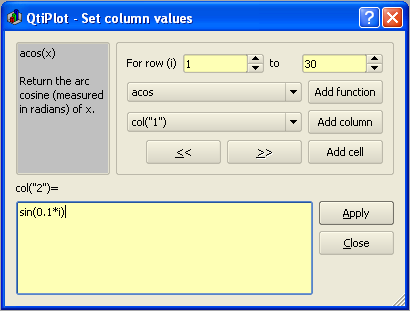 QtiPlot - Set column values
acos(x)
Return the arc
cosine (measured
in radians) of x.
For row (i) 1 to 30
acos Add function
col("1") Add column
<< >> Add cell
col("2")=
sin(0.1*i)
Apply
Close